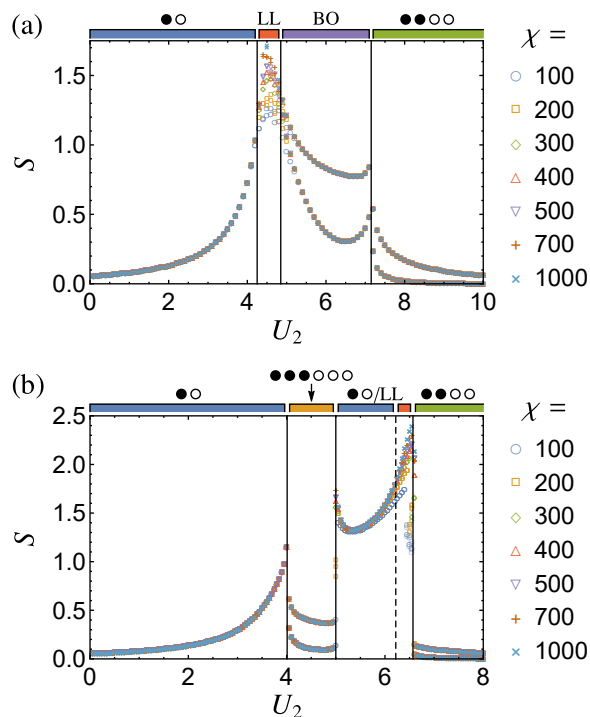 (a)
●○ LL BO ●●○○
χ =
1.5
1.0
0.5
0.0
S
0 2 4 6 8 10
U₂
100
200
300
400
500
700
1000
(b)
●●●○○○
●○ ●○/LL ●●○○
χ =
2.5
2.0
1.5
1.0
0.5
0.0
S
0 2 4 6 8
U₂
100
200
300
400
500
700
1000